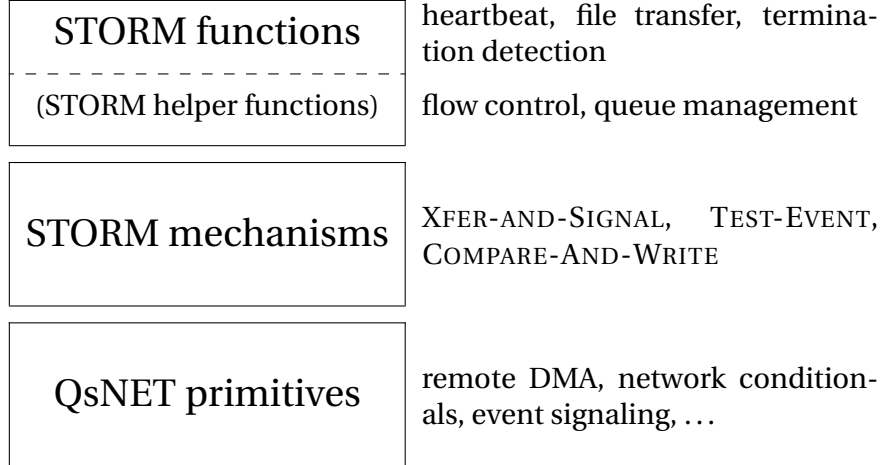 STORM functions
heartbeat, file transfer, termina-
tion detection
(STORM helper functions)
flow control, queue management
STORM mechanisms
XFER-AND-SIGNAL, TEST-EVENT,
COMPARE-AND-WRITE
QsNET primitives
remote DMA, network condition-
als, event signaling, ...